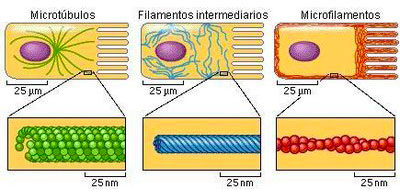 Microtúbulos
Filamentos intermediarios
Microfilamentos
25 μm
25 μm
25 μm
25 nm
25 nm
25 nm